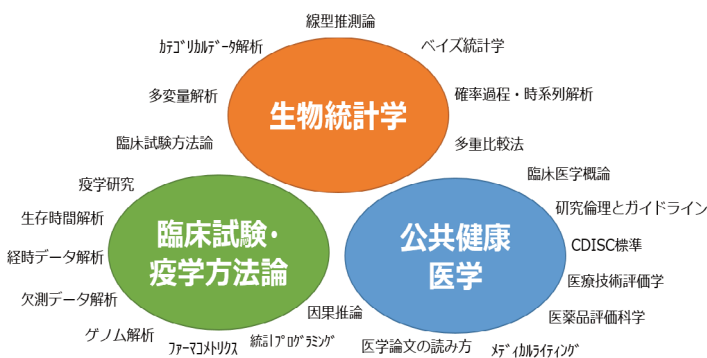 線型推測論
カテゴリカルデータ解析
ベイズ統計学
多変量解析
確率過程・時系列解析
生物統計学
臨床試験方法論
多重比較法
臨床医学概論
疫学研究
研究倫理とガイドライン
生存時間解析
臨床試験・
疫学方法論
公共健康
医学
CDISC標準
経時データ解析
医療技術評価学
欠測データ解析
因果推論
医薬品評価科学
ゲノム解析
ファーマコメトリクス
統計プログラミング
医学論文の読み方
メディカルライティング